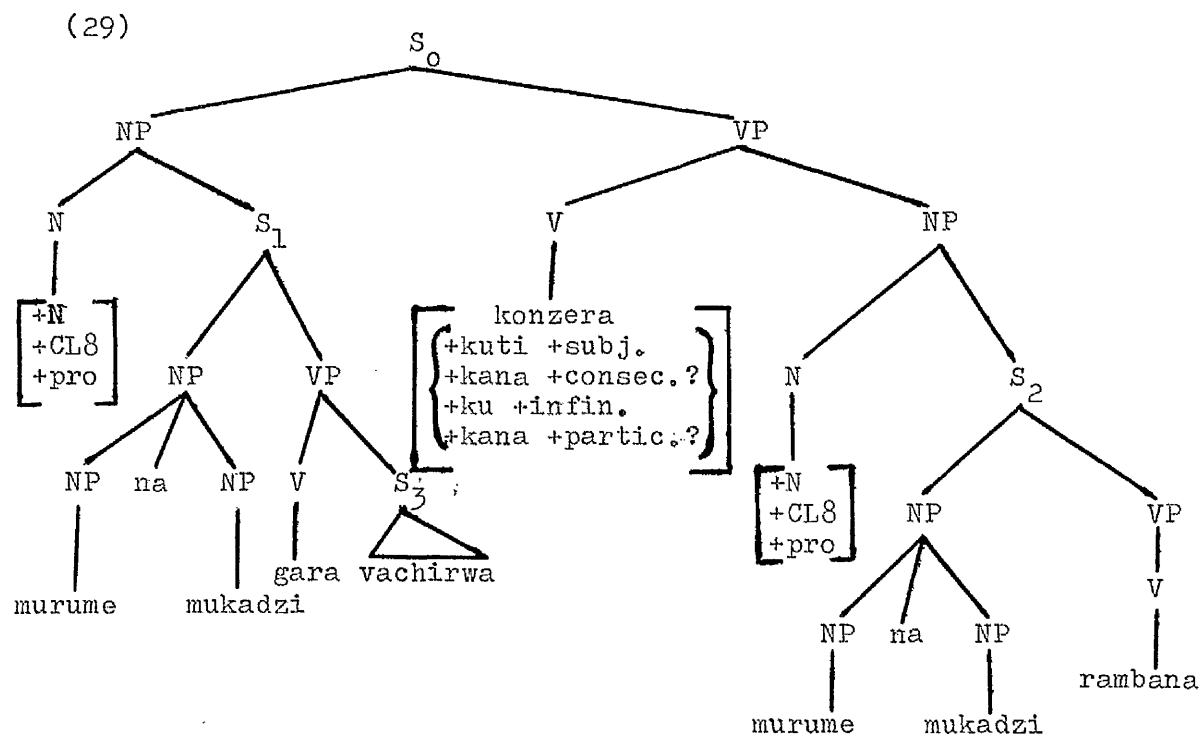 (29)
S0
NP VP
N S1 V NP
+N konzera
+CL8 +kuti +subj.
+pro +kana +consec.?
+ku +infin.
+kana +partic.?
NP VP N S2
NP na NP V S3 +N
+CL8
+pro
NP VP
gara vachirwa V
murume mukadzi
NP na NP
rambana
murume mukadzi